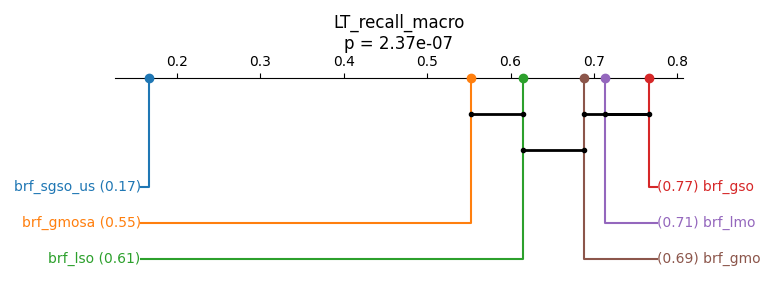 LT_recall_macro
p = 2.37e-07
0.2 0.3 0.4 0.5 0.6 0.7 0.8
brf_sgso_us (0.17) (0.77) brf_gso
brf_gmosa (0.55) (0.71) brf_lmo
brf_lso (0.61) (0.69) brf_gmo